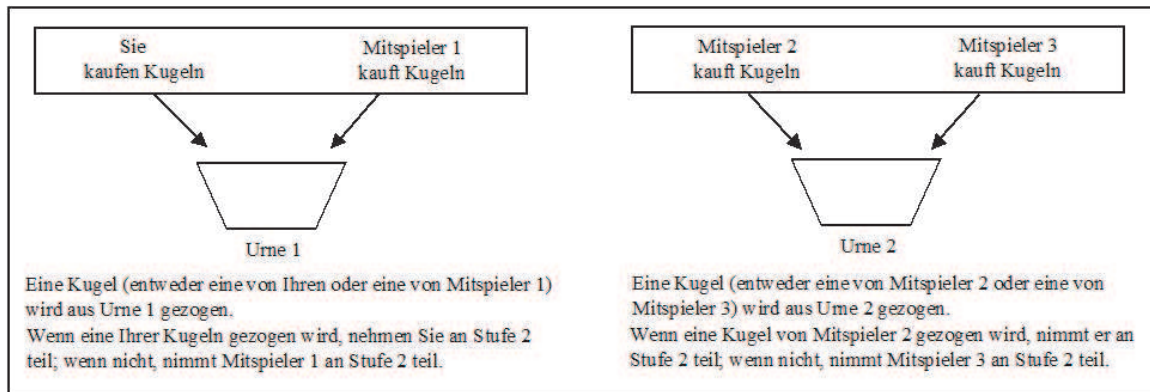 Sie
kaufen Kugeln
Mitspieler 1
kauft Kugeln
Urne 1
Eine Kugel (entweder eine von Ihren oder eine von Mitspieler 1)
wird aus Urne 1 gezogen.
Wenn eine Ihrer Kugeln gezogen wird, nehmen Sie an Stufe 2
teil; wenn nicht, nimmt Mitspieler 1 an Stufe 2 teil.
Mitspieler 2
kauft Kugeln
Mitspieler 3
kauft Kugeln
Urne 2
Eine Kugel (entweder eine von Mitspieler 2 oder eine von
Mitspieler 3) wird aus Urne 2 gezogen.
Wenn eine Kugel von Mitspieler 2 gezogen wird, nimmt er an
Stufe 2 teil; wenn nicht, nimmt Mitspieler 3 an Stufe 2 teil.